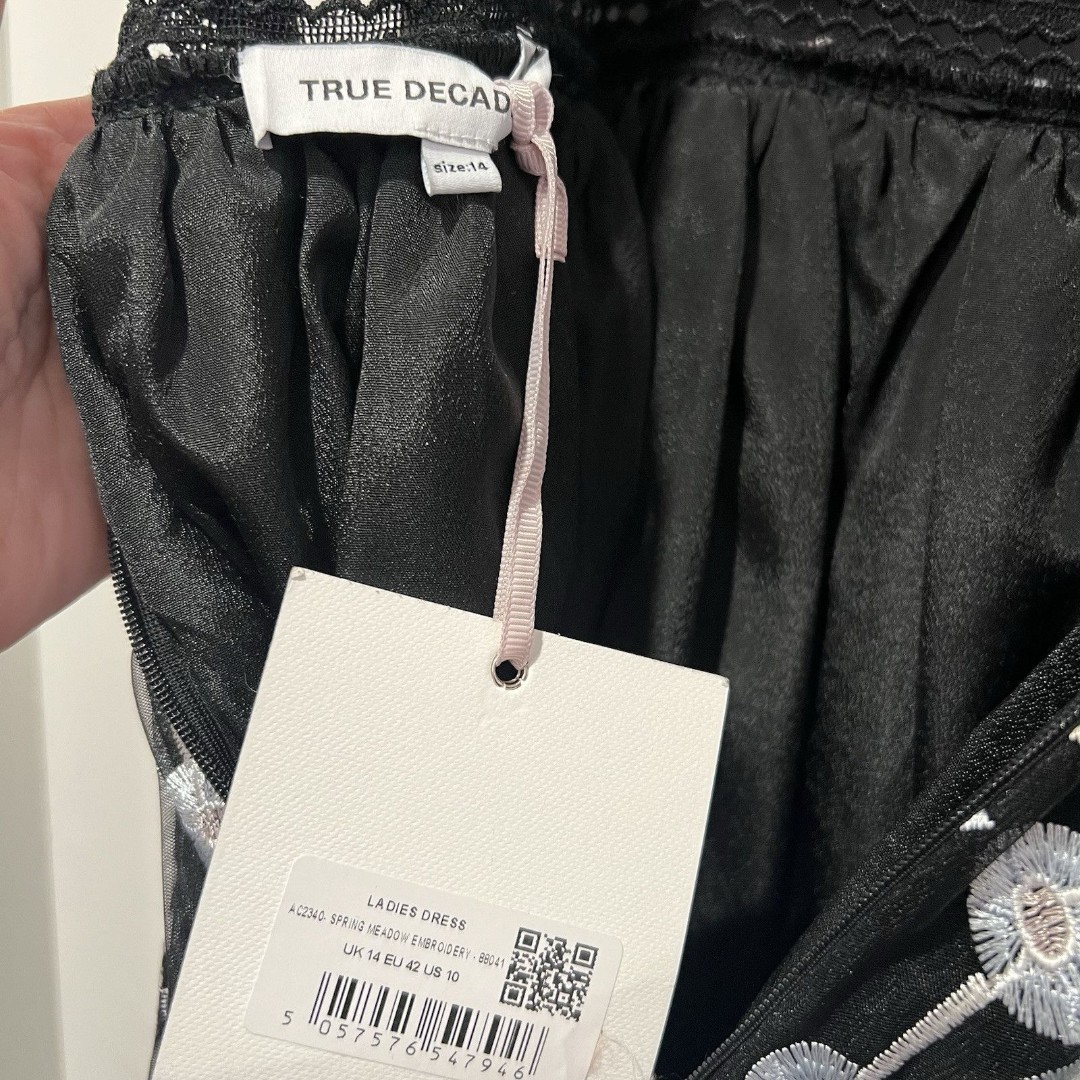 TRUE DECAD
size:14
LADIES DRESS
AC2340- SPRING MEADOW EMBROIDERY - BB041
UK 14 EU 42 US 10
5 057576 547946